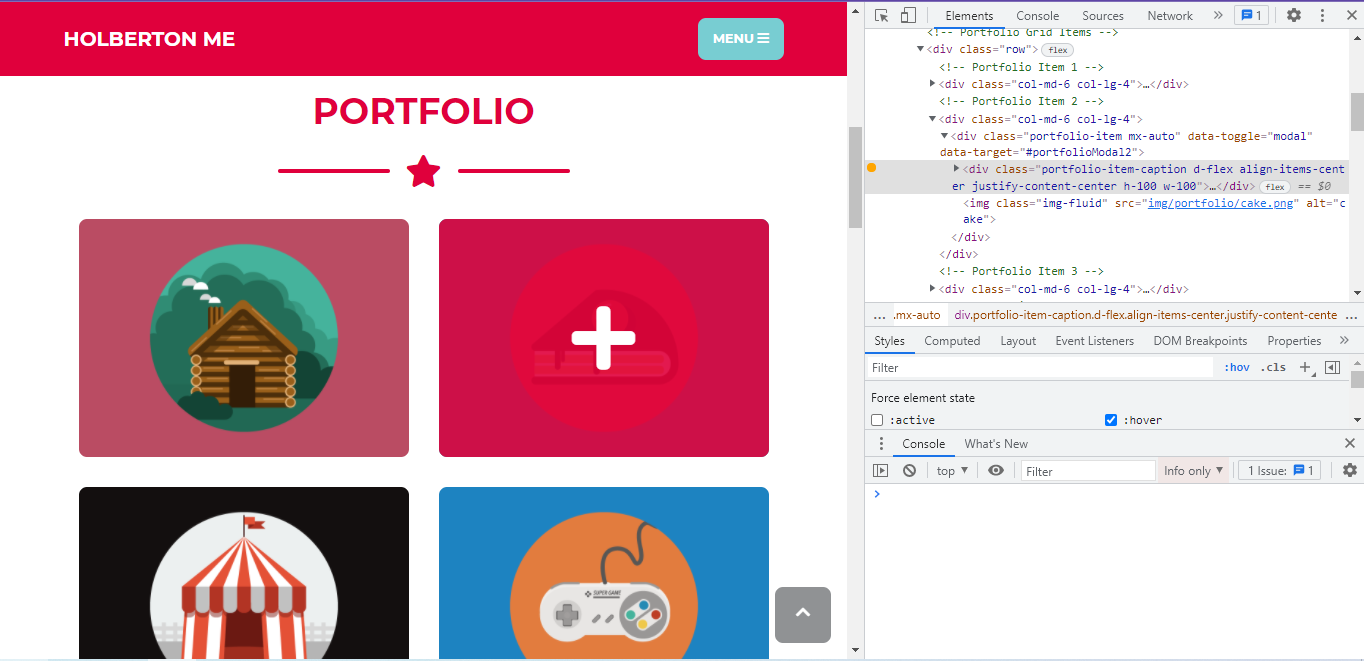 HOLBERTON ME
MENU
PORTFOLIO
SUPER GAME
Elements Console Sources Network » 1
<!-- Portfolio Grid Items -->
<div class="row"> flex
<!-- Portfolio Item 1 -->
<div class="col-md-6 col-lg-4">…</div>
<!-- Portfolio Item 2 -->
<div class="col-md-6 col-lg-4">
<div class="portfolio-item mx-auto" data-toggle="modal"
data-target="#portfolioModal2">
<div class="portfolio-item-caption d-flex align-items-cent
er justify-content-center h-100 w-100">…</div> flex == $0
<img class="img-fluid" src="img/portfolio/cake.png" alt="c
ake">
</div>
</div>
<!-- Portfolio Item 3 -->
<div class="col-md-6 col-lg-4">…</div>
… .mx-auto div.portfolio-item-caption.d-flex.align-items-center.justify-content-cente …
Styles Computed Layout Event Listeners DOM Breakpoints Properties »
Filter :hov .cls +
Force element state
:active :hover
Console What's New
top Filter Info only 1 Issue: 1